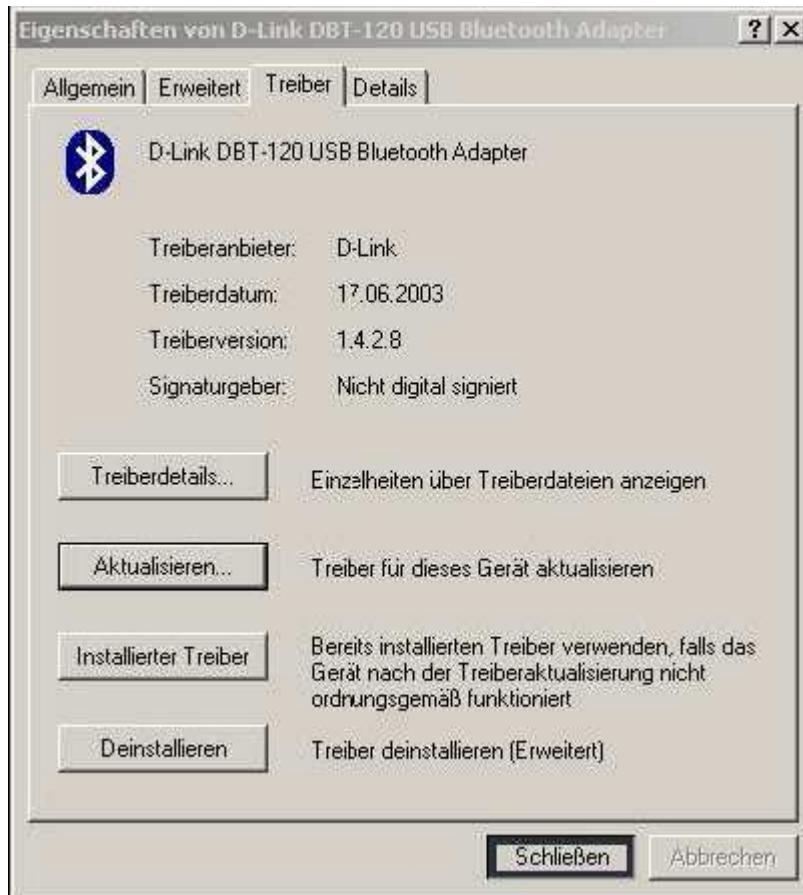 Eigenschaften von D-Link DBT-120 USB Bluetooth Adapter
Allgemein Erweitert Treiber Details
D-Link DBT-120 USB Bluetooth Adapter
Treiberanbieter: D-Link
Treiberdatum: 17.06.2003
Treiberversion: 1.4.2.8
Signaturgeber: Nicht digital signiert
Treiberdetails... Einzelheiten über Treiberdateien anzeigen
Aktualisieren... Treiber für dieses Gerät aktualisieren
Installierter Treiber Bereits installierten Treiber verwenden, falls das
Gerät nach der Treiberaktualisierung nicht
ordnungsgemäß funktioniert
Deinstallieren Treiber deinstallieren (Erweitert)
Schließen Abbrechen